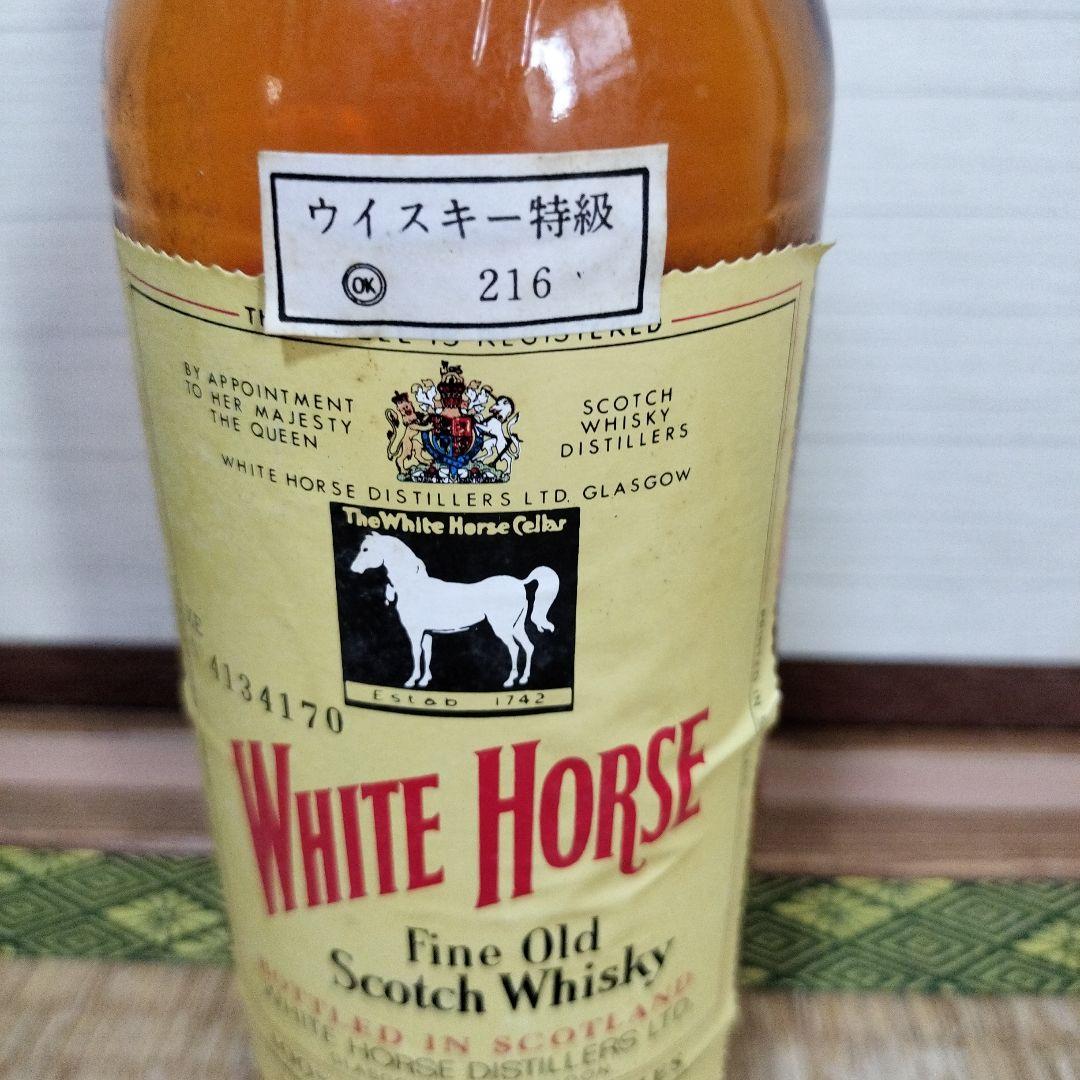 ウイスキー特級
OK 216
IS REGISTERED
BY APPOINTMENT
TO HER MAJESTY
THE QUEEN
SCOTCH
WHISKY
DISTILLERS
WHITE HORSE DISTILLERS LTD. GLASGOW
The White Horse Cellar
Estab 1742
4134170
WHITE HORSE
Fine Old
Scotch Whisky
BOTTLED IN SCOTLAND
WHITE HORSE DISTILLERS LTD.